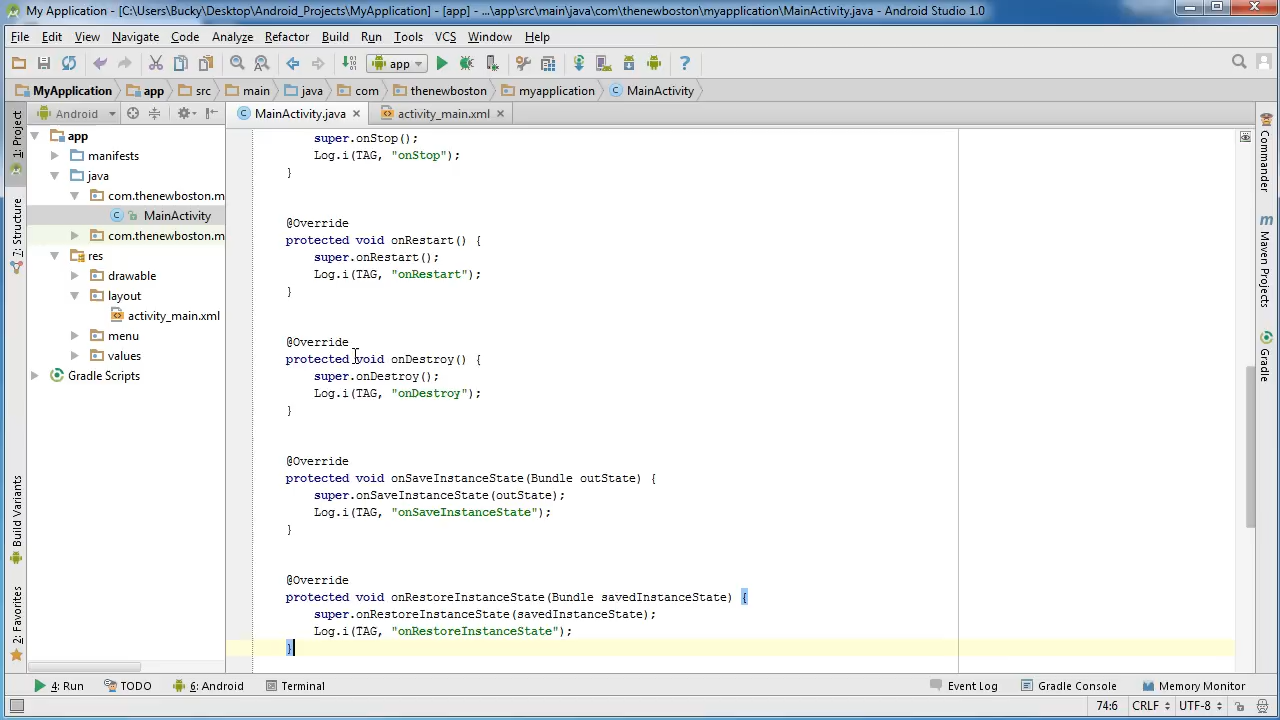 My Application - [C:\Users\Bucky\Desktop\Android_Projects\MyApplication] - [app] - ...\app\src\main\java\com\thenewboston\myapplication\MainActivity.java - Android Studio 1.0
File Edit View Navigate Code Analyze Refactor Build Run Tools VCS Window Help
app
MyApplication app src main java com thenewboston myapplication MainActivity
1: Project
7: Structure
Build Variants
2: Favorites
Android
app
manifests
java
com.thenewboston.m
MainActivity
com.thenewboston.m
res
drawable
layout
activity_main.xml
menu
values
Gradle Scripts
MainActivity.java activity_main.xml
super.onStop();
Log.i(TAG, "onStop");
}
@Override
protected void onRestart() {
super.onRestart();
Log.i(TAG, "onRestart");
}
@Override
protected void onDestroy() {
super.onDestroy();
Log.i(TAG, "onDestroy");
}
@Override
protected void onSaveInstanceState(Bundle outState) {
super.onSaveInstanceState(outState);
Log.i(TAG, "onSaveInstanceState");
}
@Override
protected void onRestoreInstanceState(Bundle savedInstanceState) {
super.onRestoreInstanceState(savedInstanceState);
Log.i(TAG, "onRestoreInstanceState");
}
Commander
Maven Projects
Gradle
4: Run TODO 6: Android Terminal Event Log Gradle Console Memory Monitor
74:6 CRLF UTF-8